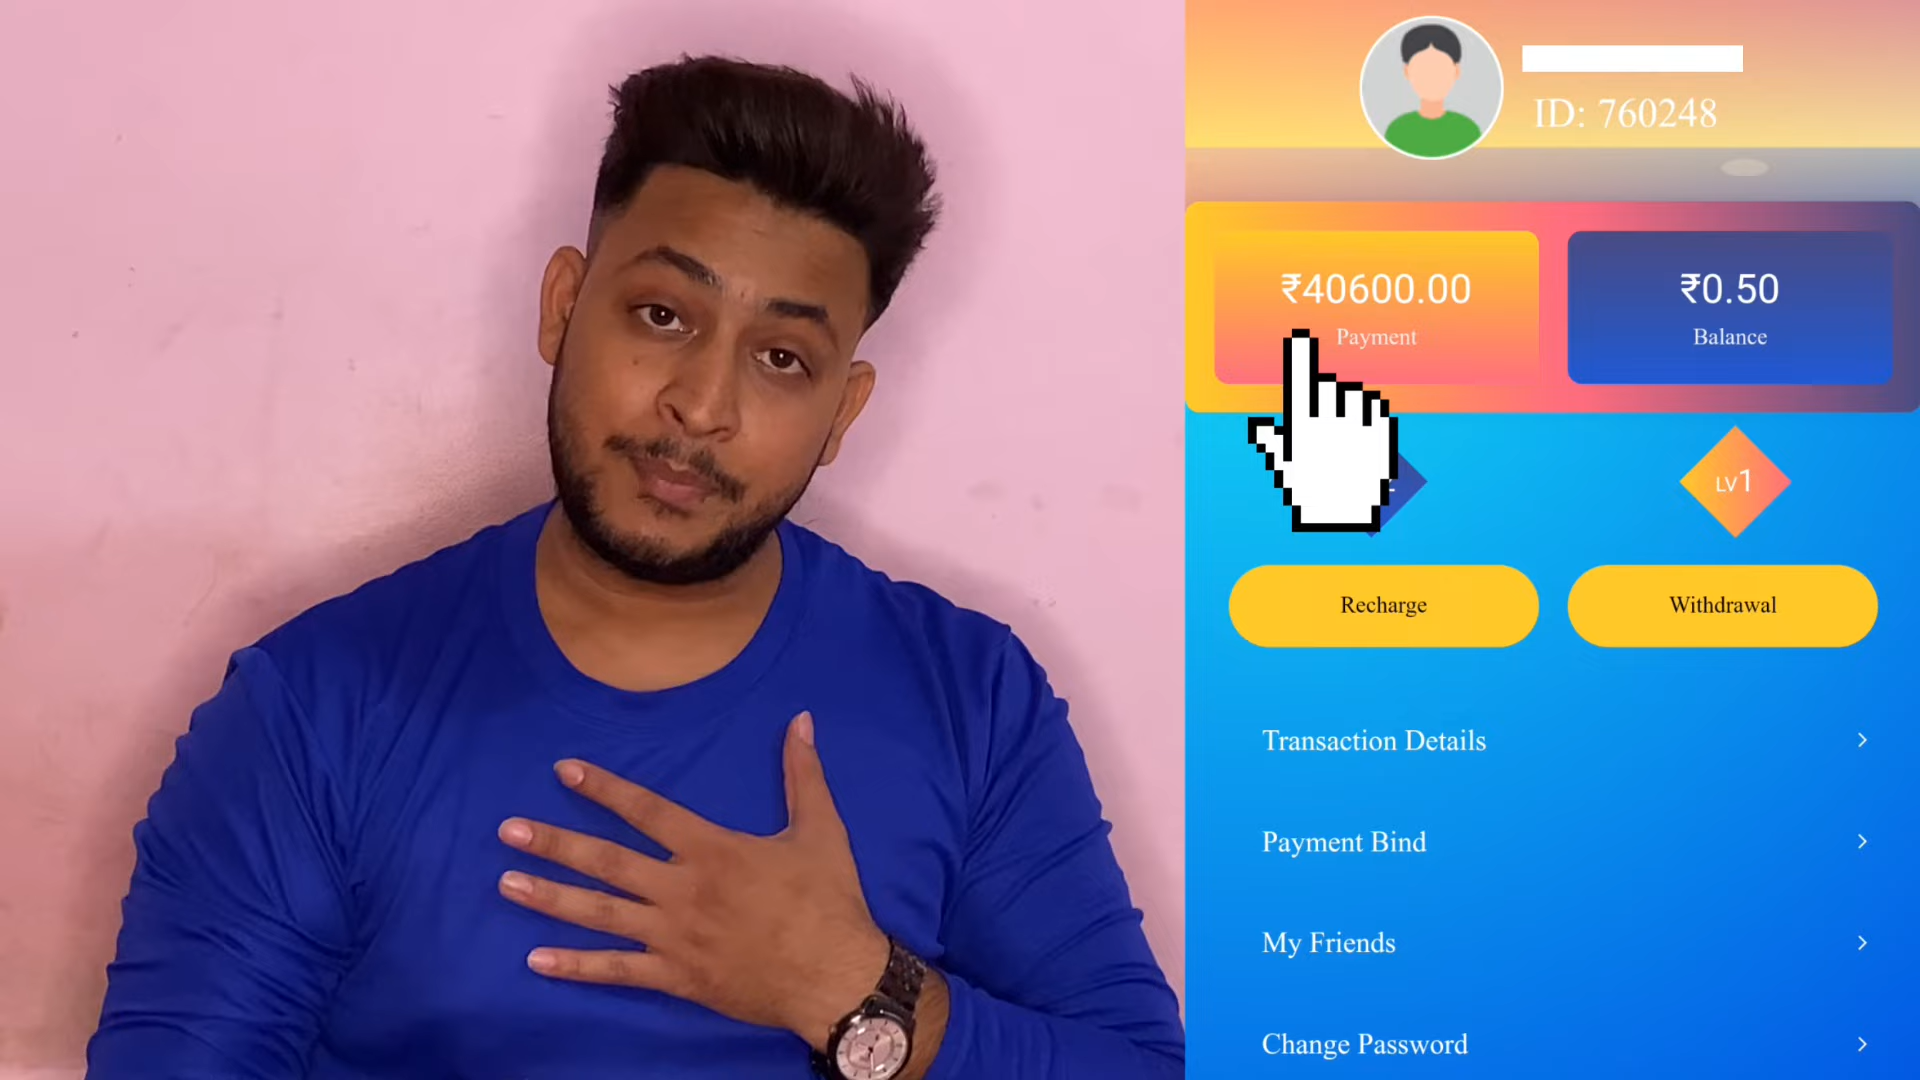 ID: 760248
₹40600.00
Payment
₹0.50
Balance
LV1
Recharge
Withdrawal
Transaction Details
Payment Bind
My Friends
Change Password